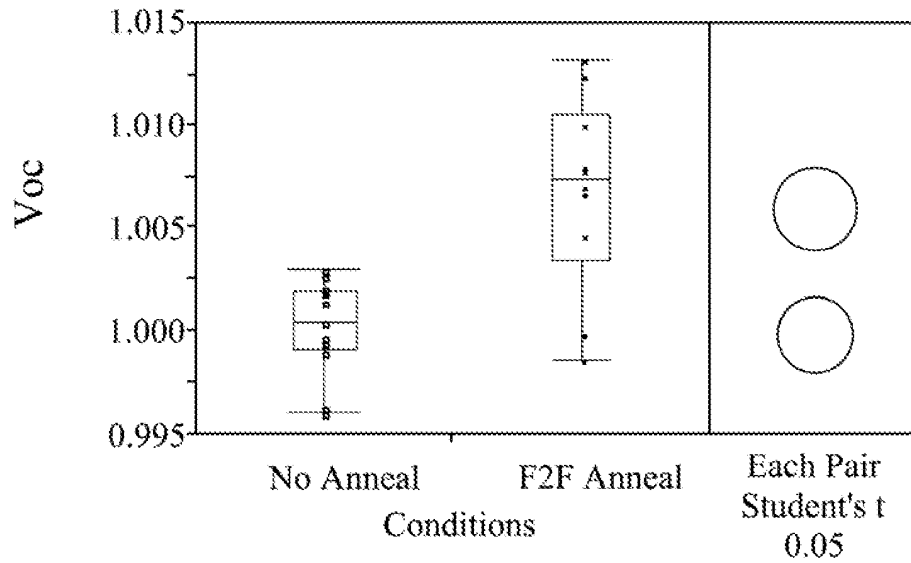 1.015
1.010
1.005
1.000
0.995
Voc
No Anneal
F2F Anneal
Conditions
Each Pair
Student's t
0.05